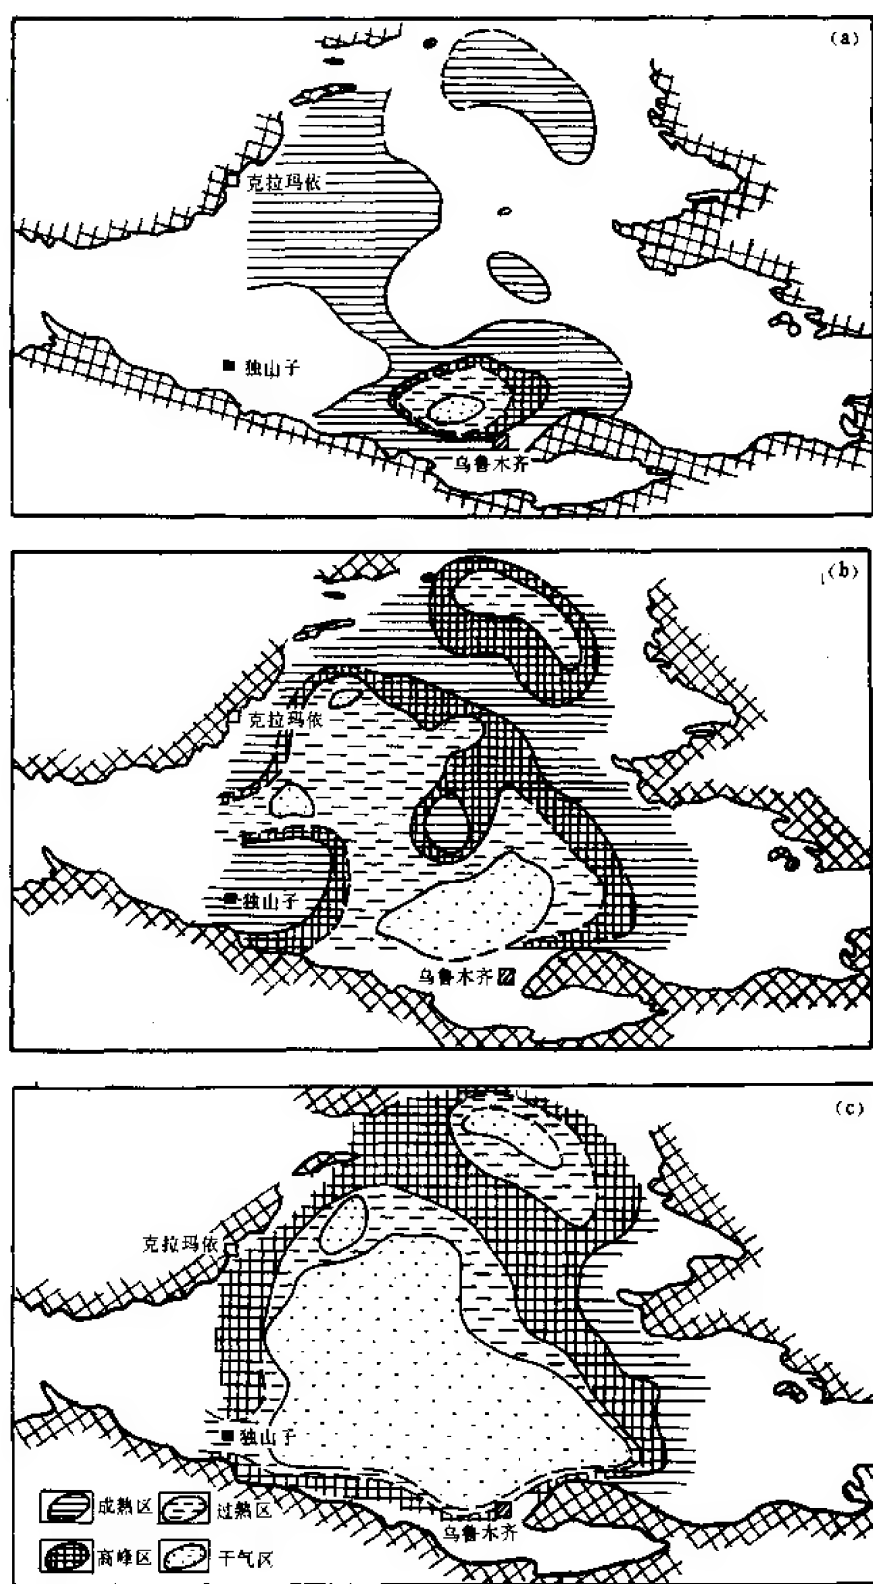 (a)
克拉玛依
独山子
乌鲁木齐
(b)
克拉玛依
独山子
乌鲁木齐
(c)
克拉玛依
独山子
乌鲁木齐
成熟区 过熟区
高峰区 干气区